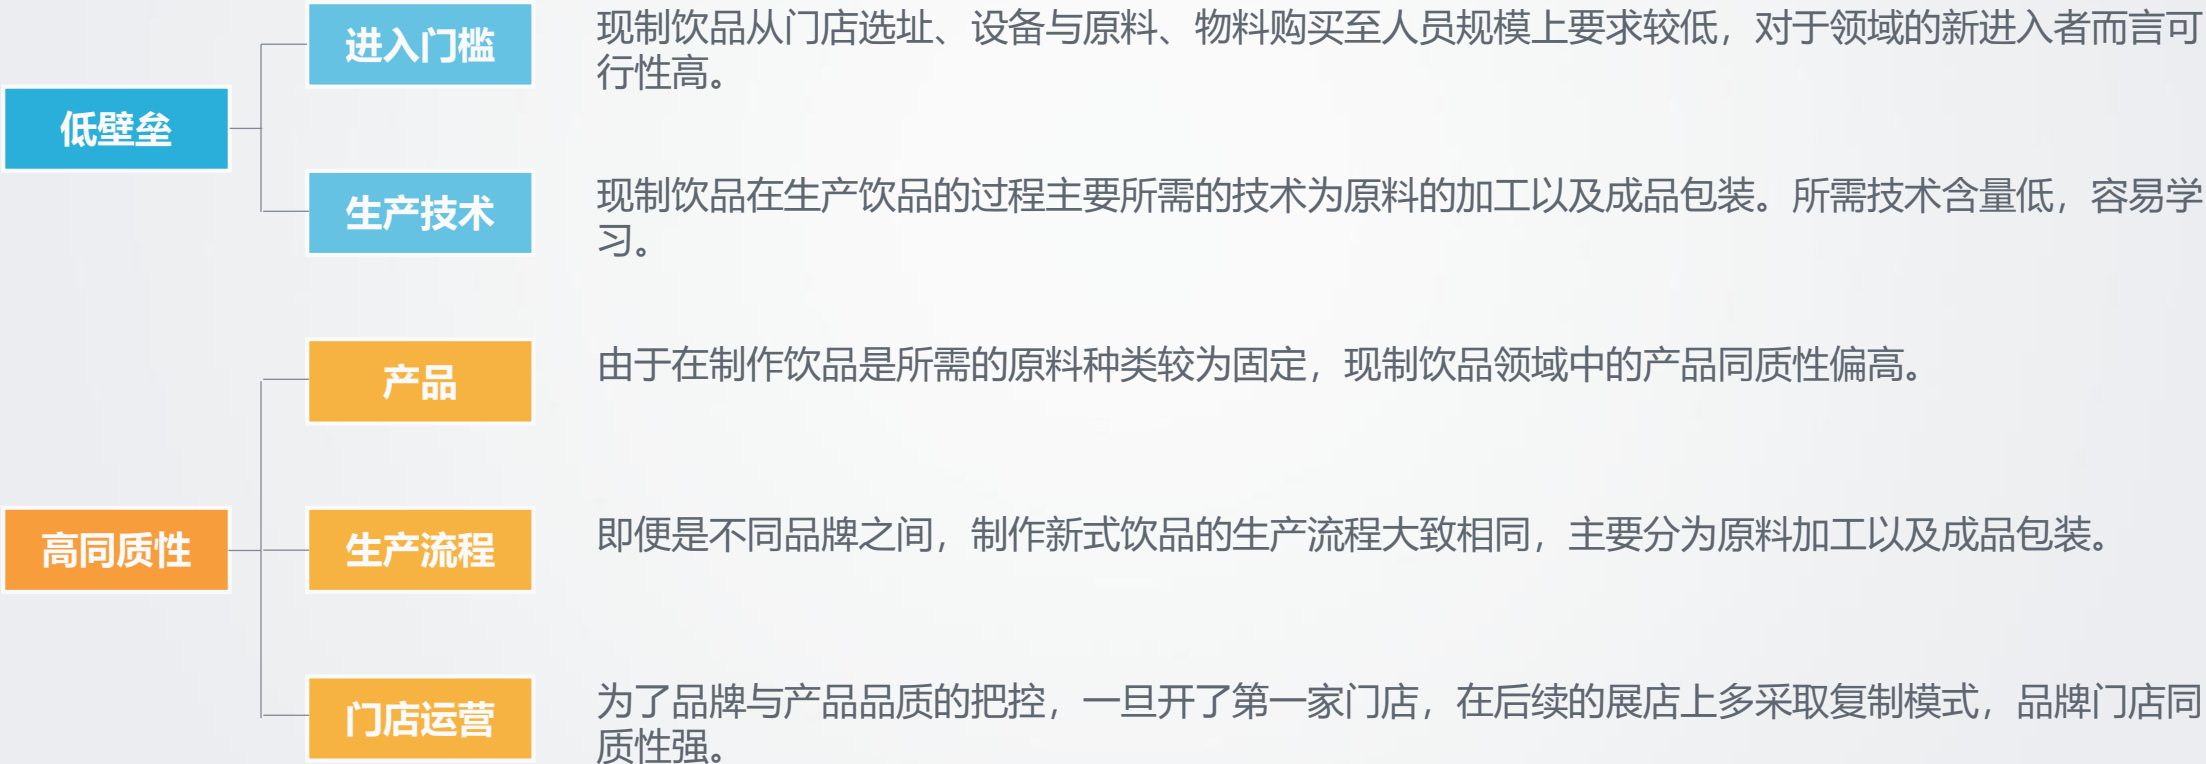 进入门槛
现制饮品从门店选址、设备与原料、物料购买至人员规模上要求较低，对于领域的新进入者而言可
行性高。
低壁垒
生产技术
现制饮品在生产饮品的过程主要所需的技术为原料的加工以及成品包装。所需技术含量低，容易学
习。
产品
由于在制作饮品是所需的原料种类较为固定，现制饮品领域中的产品同质性偏高。
高同质性
生产流程
即便是不同品牌之间，制作新式饮品的生产流程大致相同，主要分为原料加工以及成品包装。
门店运营
为了品牌与产品品质的把控，一旦开了第一家门店，在后续的展店上多采取复制模式，品牌门店同
质性强。